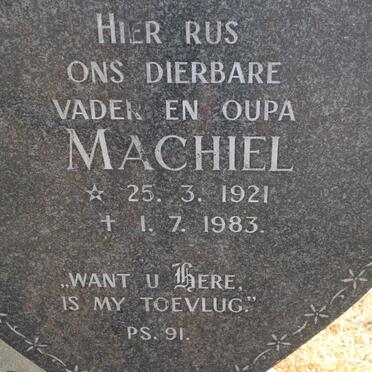 HIER RUS
ONS DIERBARE
VADER EN OUPA
MACHIEL
☆ 25. 3. 1921
✝ 1. 7. 1983.
„WANT U HERE,
IS MY TOEVLUG."
PS. 91.